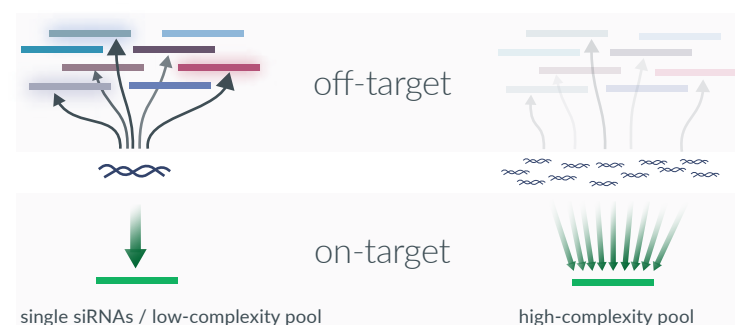 off-target
on-target
single siRNAs / low-complexity pool
high-complexity pool